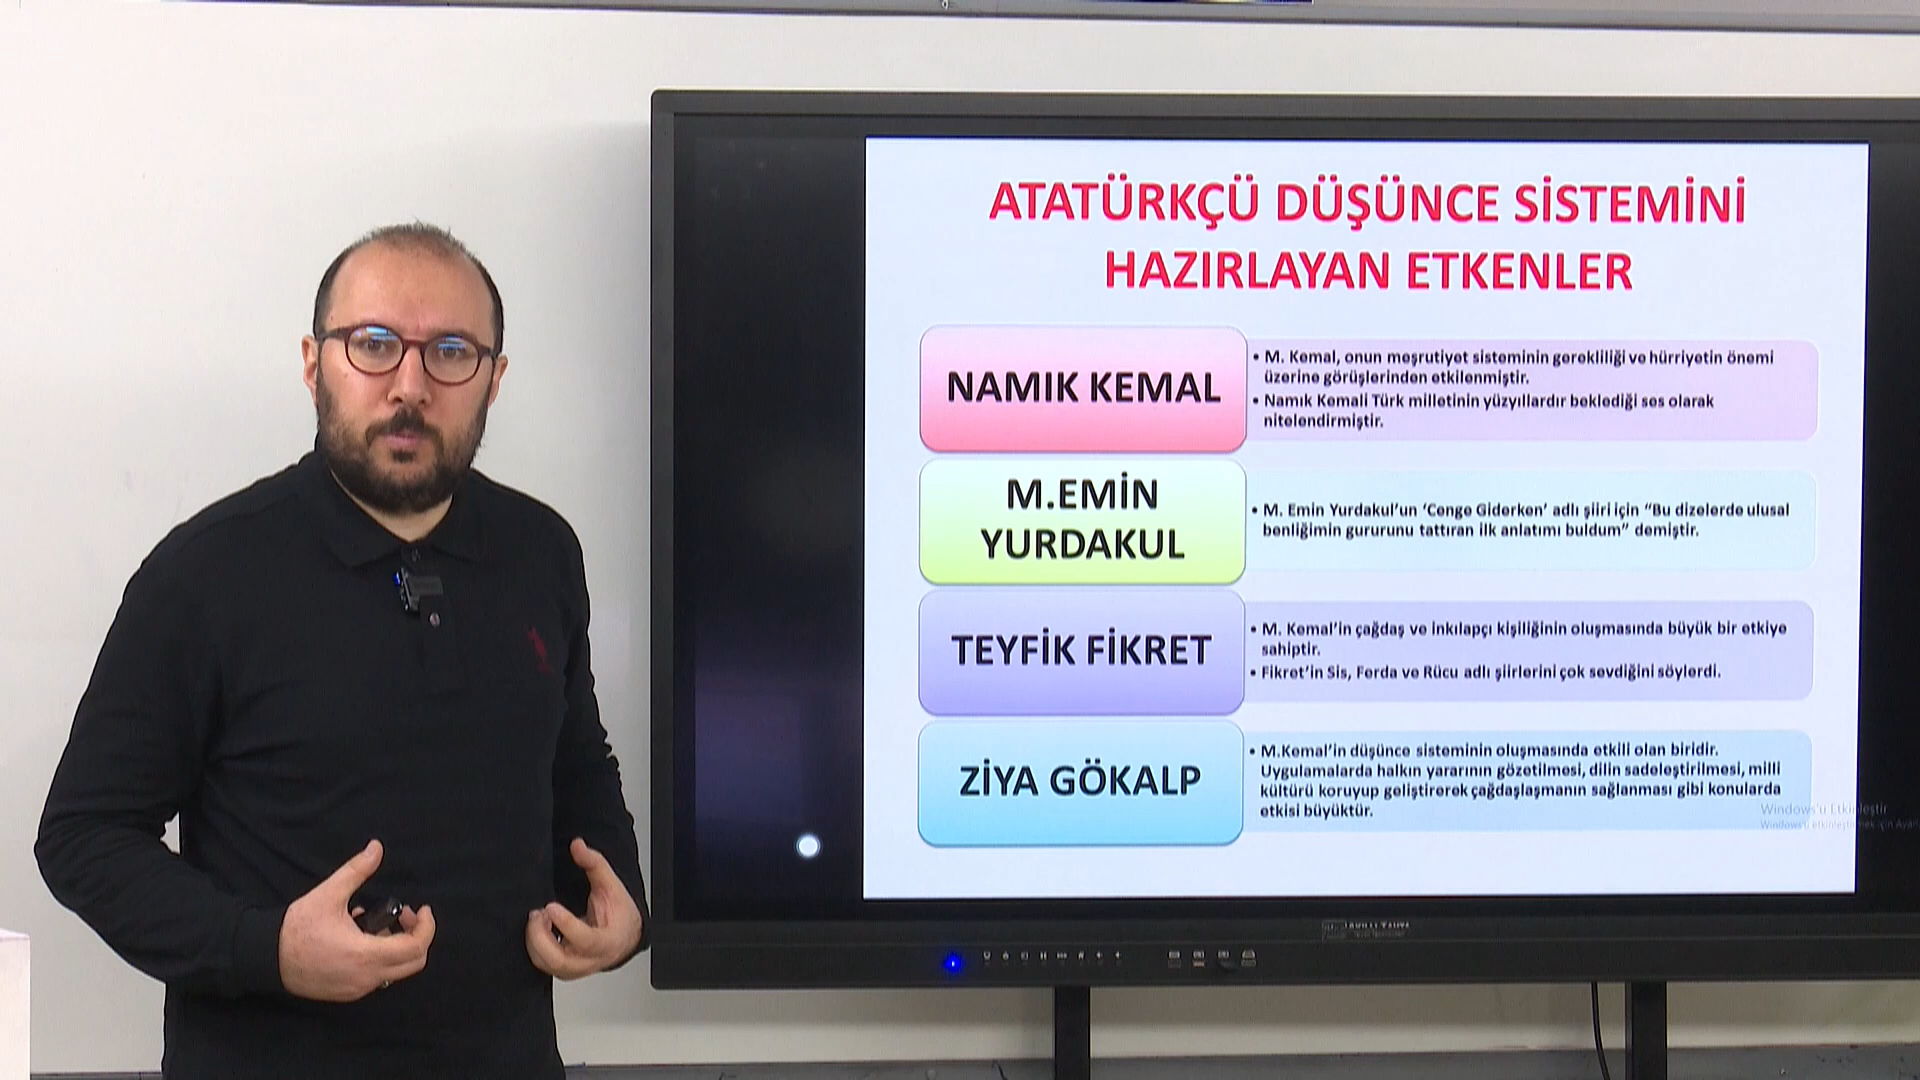 ATATÜRKÇÜ DÜŞÜNCE SİSTEMİNİ
HAZIRLAYAN ETKENLER
NAMIK KEMAL
• M. Kemal, onun meşrutiyet sisteminin gerekliliği ve hürriyetin önemi
üzerine görüşlerinden etkilenmiştir.
• Namık Kemali Türk milletinin yüzyıllardır beklediği ses olarak
nitelendirmiştir.
M.EMİN
YURDAKUL
• M. Emin Yurdakul'un 'Cenge Giderken' adlı şiiri için "Bu dizelerde ulusal
benliğimin gururunu tattıran ilk anlatımı buldum" demiştir.
TEYFİK FİKRET
• M. Kemal'in çağdaş ve inkılapçı kişiliğinin oluşmasında büyük bir etkiye
sahiptir.
• Fikret'in Sis, Ferda ve Rücu adlı şiirlerini çok sevdiğini söylerdi.
ZİYA GÖKALP
• M.Kemal'in düşünce sisteminin oluşmasında etkili olan biridir.
Uygulamalarda halkın yararının gözetilmesi, dilin sadeleştirilmesi, milli
kültürü koruyup geliştirerek çağdaşlaşmanın sağlanması gibi konularda
etkisi büyüktür.
Windows'u Etkinleştir
Windows'u etkinleştirmek için Ayarl